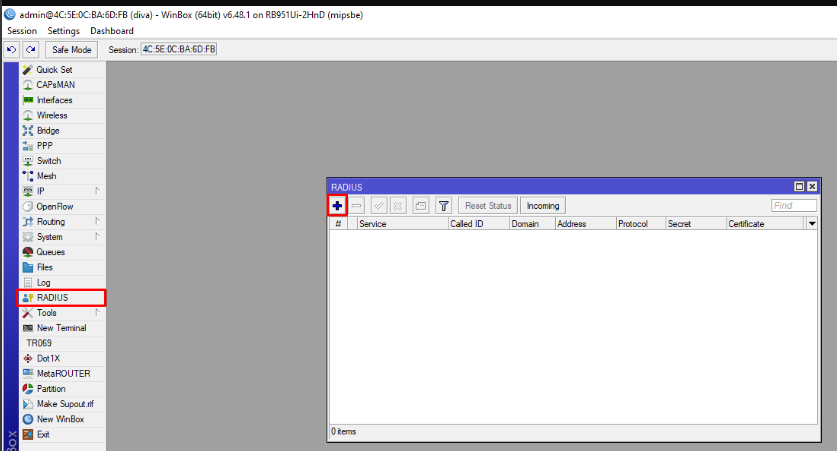 admin@4C:5E:0C:BA:6D:FB (diva) - WinBox (64bit) v6.48.1 on RB951Ui-2HnD (mipsbe)
Session Settings Dashboard
Safe Mode Session: 4C:5E:0C:BA:6D:FB
Quick Set
CAPsMAN
Interfaces
Wireless
Bridge
PPP
Switch
Mesh
IP
OpenFlow
Routing
System
Queues
Files
Log
RADIUS
Tools
New Terminal
TR069
Dot1X
MetaROUTER
Partition
Make Supout.rif
New WinBox
Exit
Box
RADIUS
Reset Status Incoming Find
# Service Called ID Domain Address Protocol Secret Certificate
0 items